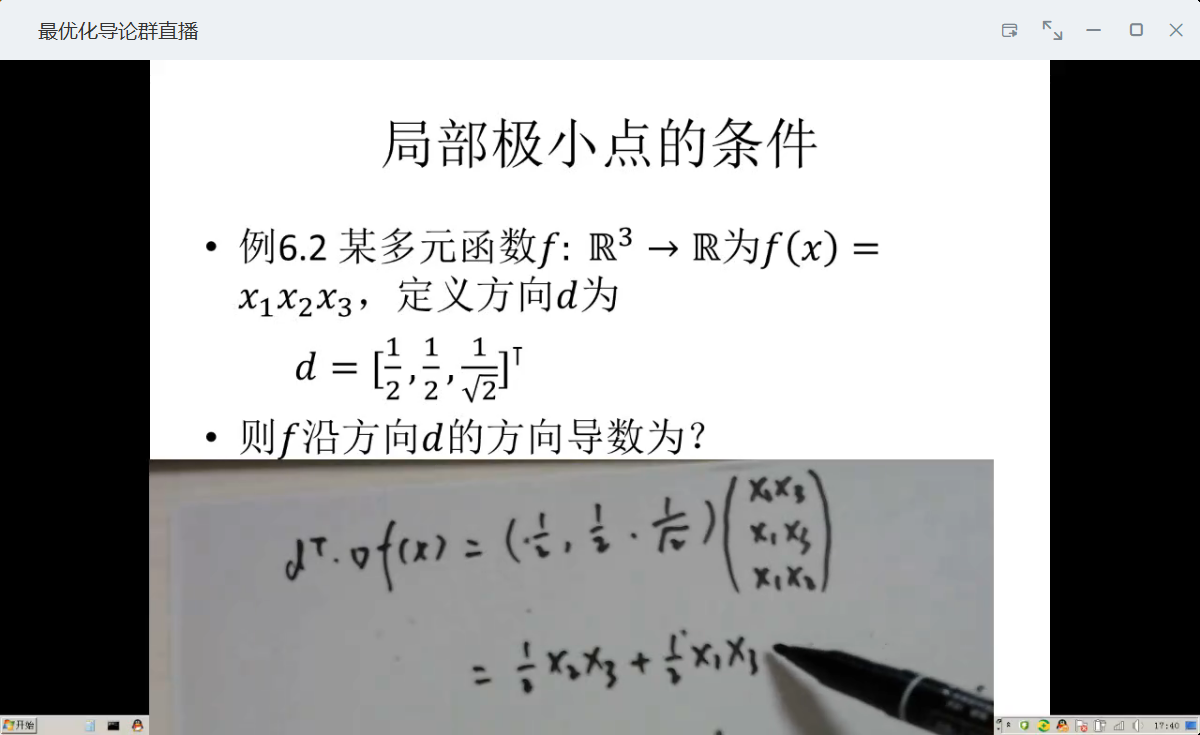 最优化导论群直播
局部极小点的条件
• 例6.2 某多元函数f: ℝ³ → ℝ为f(x) =
x₁x₂x₃，定义方向d为
d = [1/2, 1/2, 1/√2]ᵀ
• 则f沿方向d的方向导数为?
dᵀ·∇f(x) = (1/2, 1/2 · 1/√2) (x₂x₃
x₁x₃
x₁x₂)
= 1/2 x₂x₃ + 1/2 x₁x₃
开始
17:40